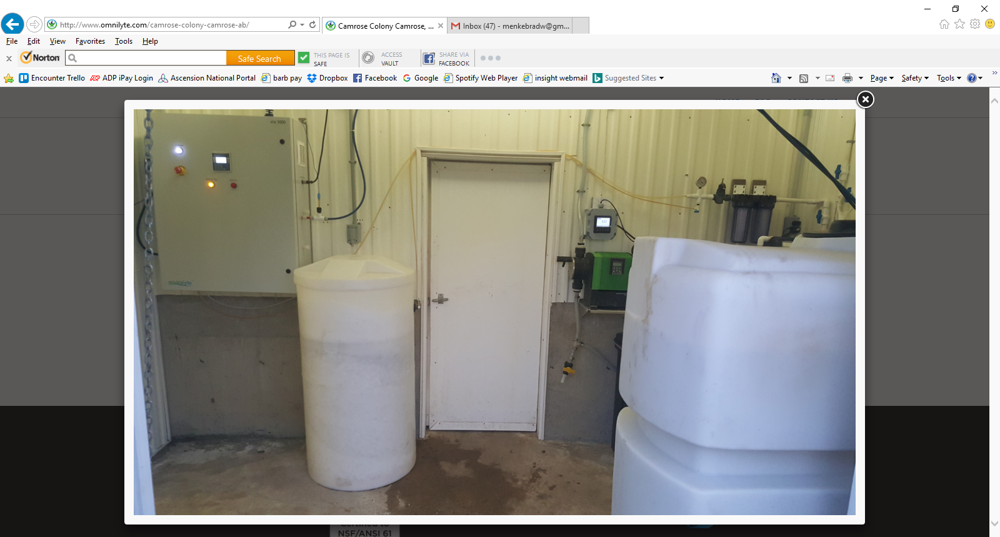 http://www.omnilyte.com/camrose-colony-camrose-ab/
Camrose Colony Camrose, ...
Inbox (47) - menkebradw@gm...
File Edit View Favorites Tools Help
Norton
Safe Search
THIS PAGE IS
SAFE
ACCESS
VAULT
SHARE VIA
FACEBOOK
Encounter Trello
ADP iPay Login
Ascension National Portal
barb pay
Dropbox
Facebook
Google
Spotify Web Player
insight webmail
Suggested Sites
Page
Safety
Tools
Certified to
NSF/ANSI 61